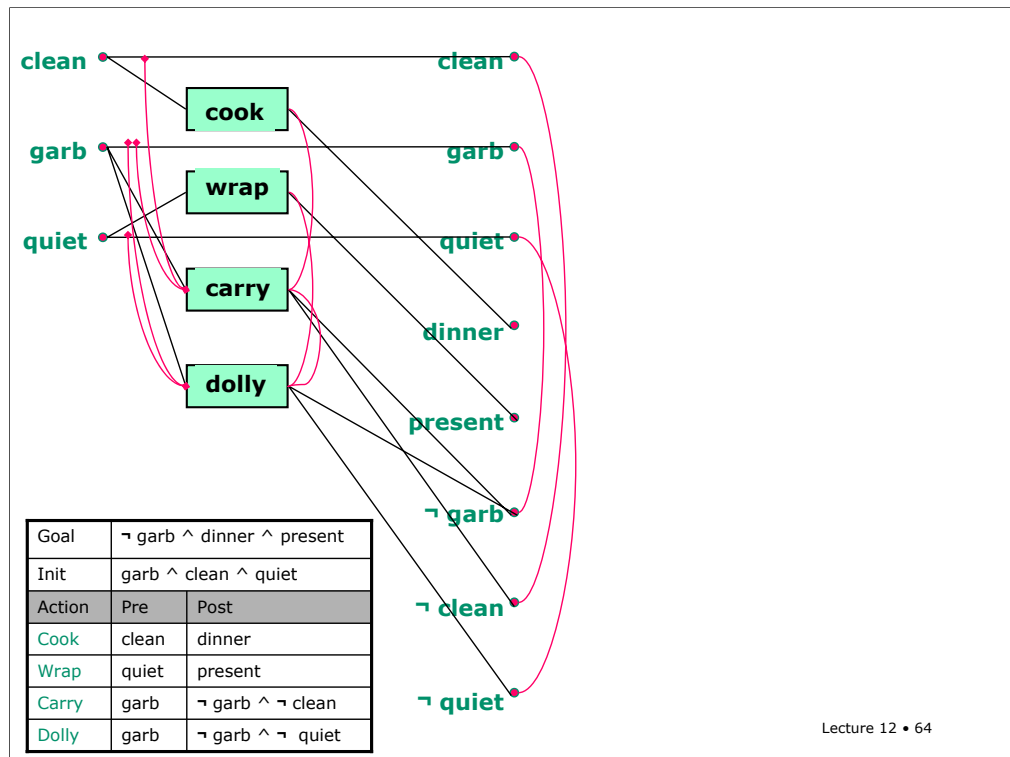 clean clean
cook
garb garb
wrap
quiet quiet
carry
dinner
dolly
present
¬ garb
Goal ¬ garb ^ dinner ^ present
Init garb ^ clean ^ quiet
Action Pre Post
¬ clean
Cook clean dinner
Wrap quiet present
Carry garb ¬ garb ^ ¬ clean
¬ quiet
Dolly garb ¬ garb ^ ¬ quiet
Lecture 12 • 64